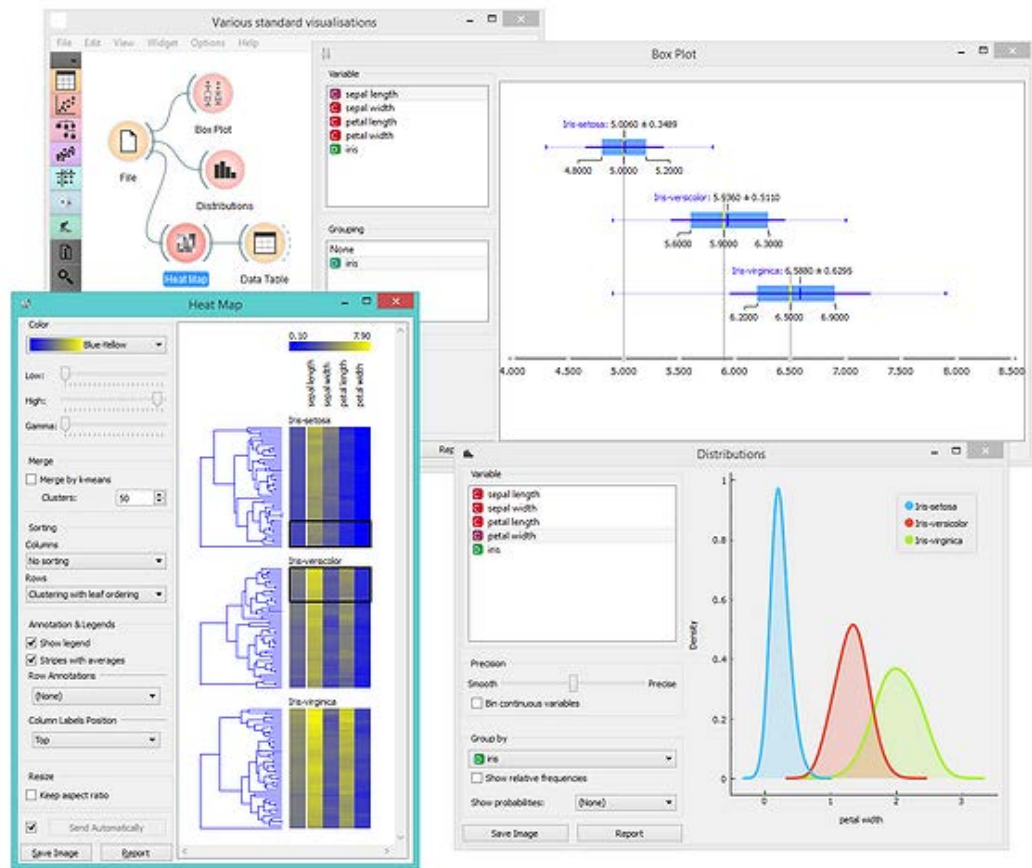 Various standard visualisations
File Edit View Widget Options Help
File
Box Plot
Distributions
Heat Map
Data Table
Box Plot
Variable
C sepal length
C sepal width
C petal length
C petal width
D iris
Grouping
None
D iris
Rep
Iris-setosa: 5.0060 ± 0.3489
4.8000 5.0000 5.2000
Iris-versicolor: 5.9360 ± 0.5110
5.6000 5.9000 6.3000
Iris-virginica: 6.5880 ± 0.6295
6.2000 6.5000 6.9000
4.000 4.500 5.000 5.500 6.000 6.500 7.000 7.500 8.000 8.500
Heat Map
Color
Blue-Yellow
Low:
High:
Gamma:
Merge
Merge by k-means
Clusters: 50
Sorting
Columns
No sorting
Rows
Clustering with leaf ordering
Annotation & Legends
Show legend
Stripes with averages
Row Annotations
(None)
Column Labels Position
Top
Resize
Keep aspect ratio
Send Automatically
Save Image Report
0.10 7.90
sepal length
sepal width
petal length
petal width
Iris-setosa
Iris-versicolor
Iris-virginica
Distributions
Variable
C sepal length
C sepal width
C petal length
C petal width
D iris
Precision
Smooth Precise
Bin continuous variables
Group by
D iris
Show relative frequencies
Show probabilities: (None)
Save Image Report
Iris-setosa
Iris-versicolor
Iris-virginica
Density
1
0.8
0.6
0.4
0.2
0
0 1 2 3
petal width